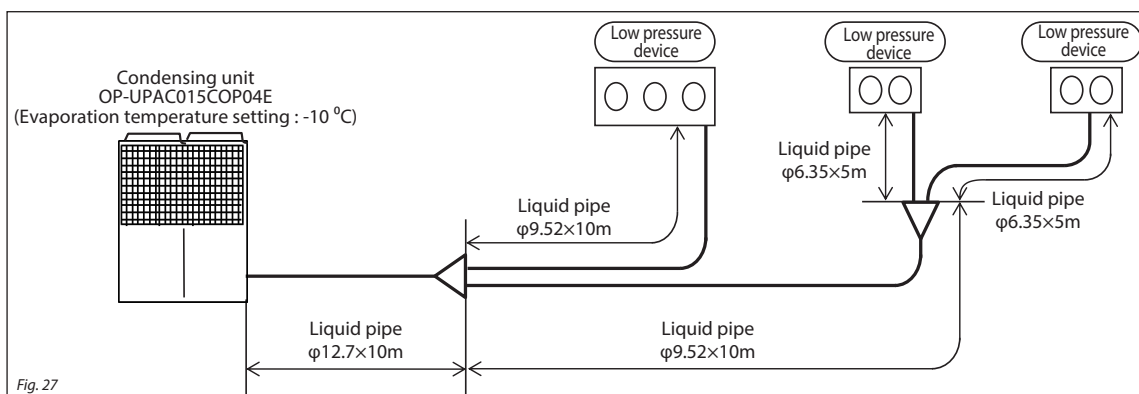 Condensing unit
OP-UPAC015COP04E
(Evaporation temperature setting : -10 ⁰C)
Low pressure
device
Low pressure
device
Low pressure
device
Liquid pipe
φ6.35×5m
Liquid pipe
φ6.35×5m
Liquid pipe
φ9.52×10m
Liquid pipe
φ12.7×10m
Liquid pipe
φ9.52×10m
Fig. 27